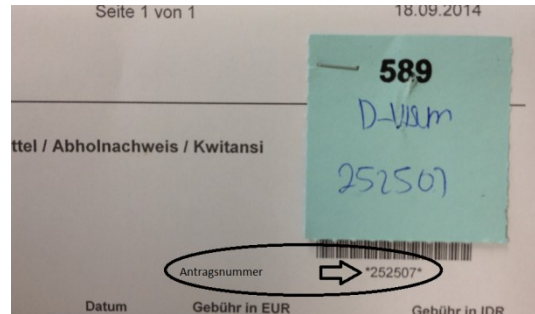 Seite 1 von 1 18.09.2014
589
D-Visum
252507
ttel / Abholnachweis / Kwitansi
Antragsnummer *252507*
Datum Gebühr in EUR Gebühr in IDR